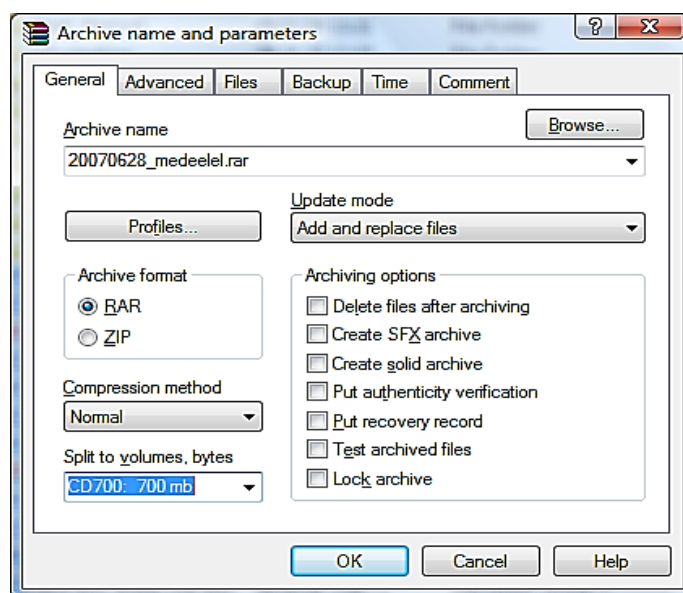 Archive name and parameters
General Advanced Files Backup Time Comment
Archive name
Browse...
20070628_medeelel.rar
Profiles...
Update mode
Add and replace files
Archive format
RAR
ZIP
Compression method
Normal
Split to volumes, bytes
CD700: 700 mb
Archiving options
Delete files after archiving
Create SFX archive
Create solid archive
Put authenticity verification
Put recovery record
Test archived files
Lock archive
OK Cancel Help